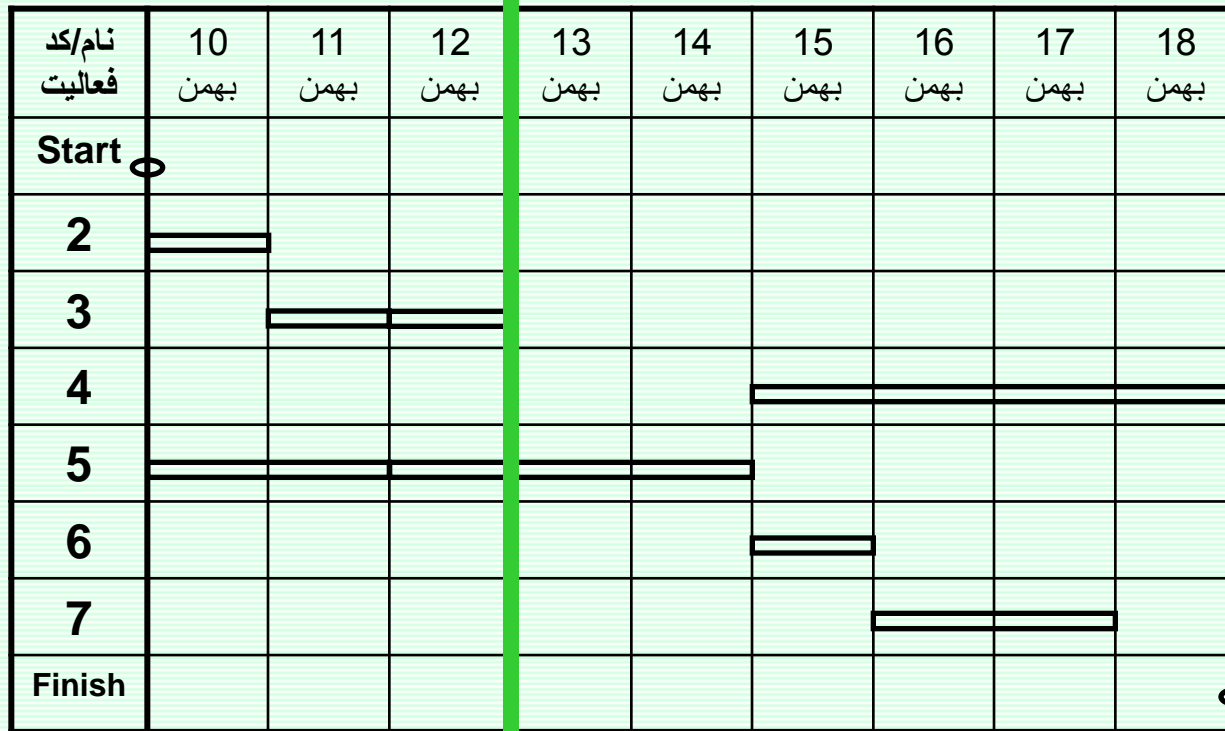 نام/کد
فعالیت
10
بهمن
11
بهمن
12
بهمن
13
بهمن
14
بهمن
15
بهمن
16
بهمن
17
بهمن
18
بهمن
Start
2
3
4
5
6
7
Finish